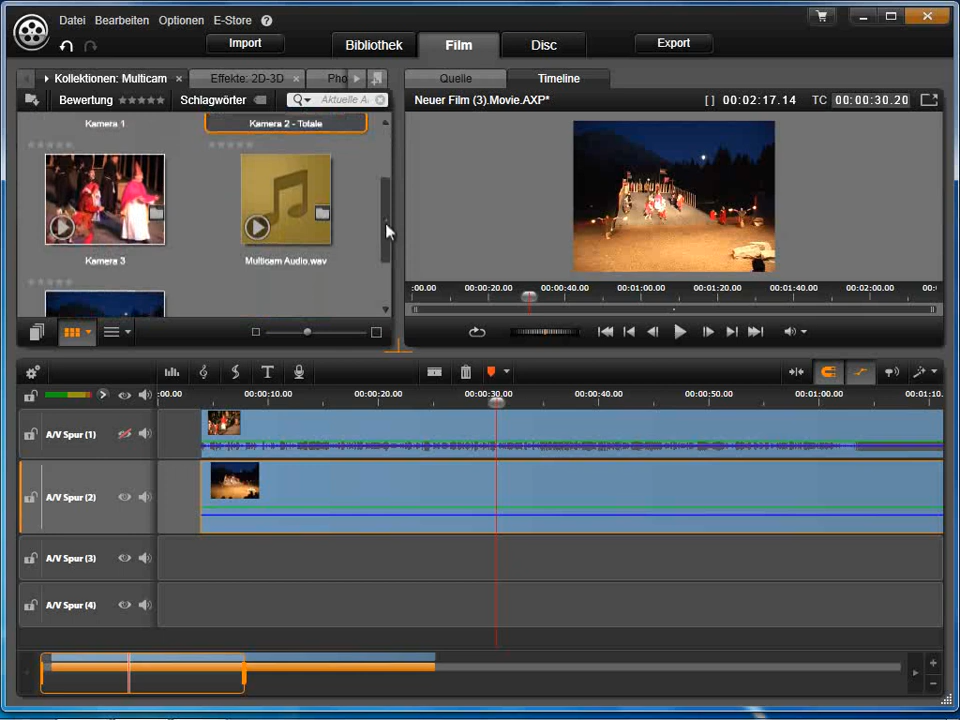 Datei Bearbeiten Optionen E-Store ?
Import Bibliothek Film Disc Export
Kollektionen: Multicam × Effekte: 2D-3D × Pho
Quelle Timeline
Bewertung Schlagwörter Aktuelle A
Neuer Film (3).Movie.AXP* [ ] 00:02:17.14 TC 00:00:30.20
Kamera 1 Kamera 2 - Totale
Kamera 3 Multicam Audio.wav
:00.00 00:00:20.00 00:00:40.00 00:01:00.00 00:01:20.00 00:01:40.00 00:02:00.00 00:0
:00.00 00:00:10.00 00:00:20.00 00:00:30.00 00:00:40.00 00:00:50.00 00:01:00.00 00:01:10.
A/V Spur (1)
A/V Spur (2)
A/V Spur (3)
A/V Spur (4)